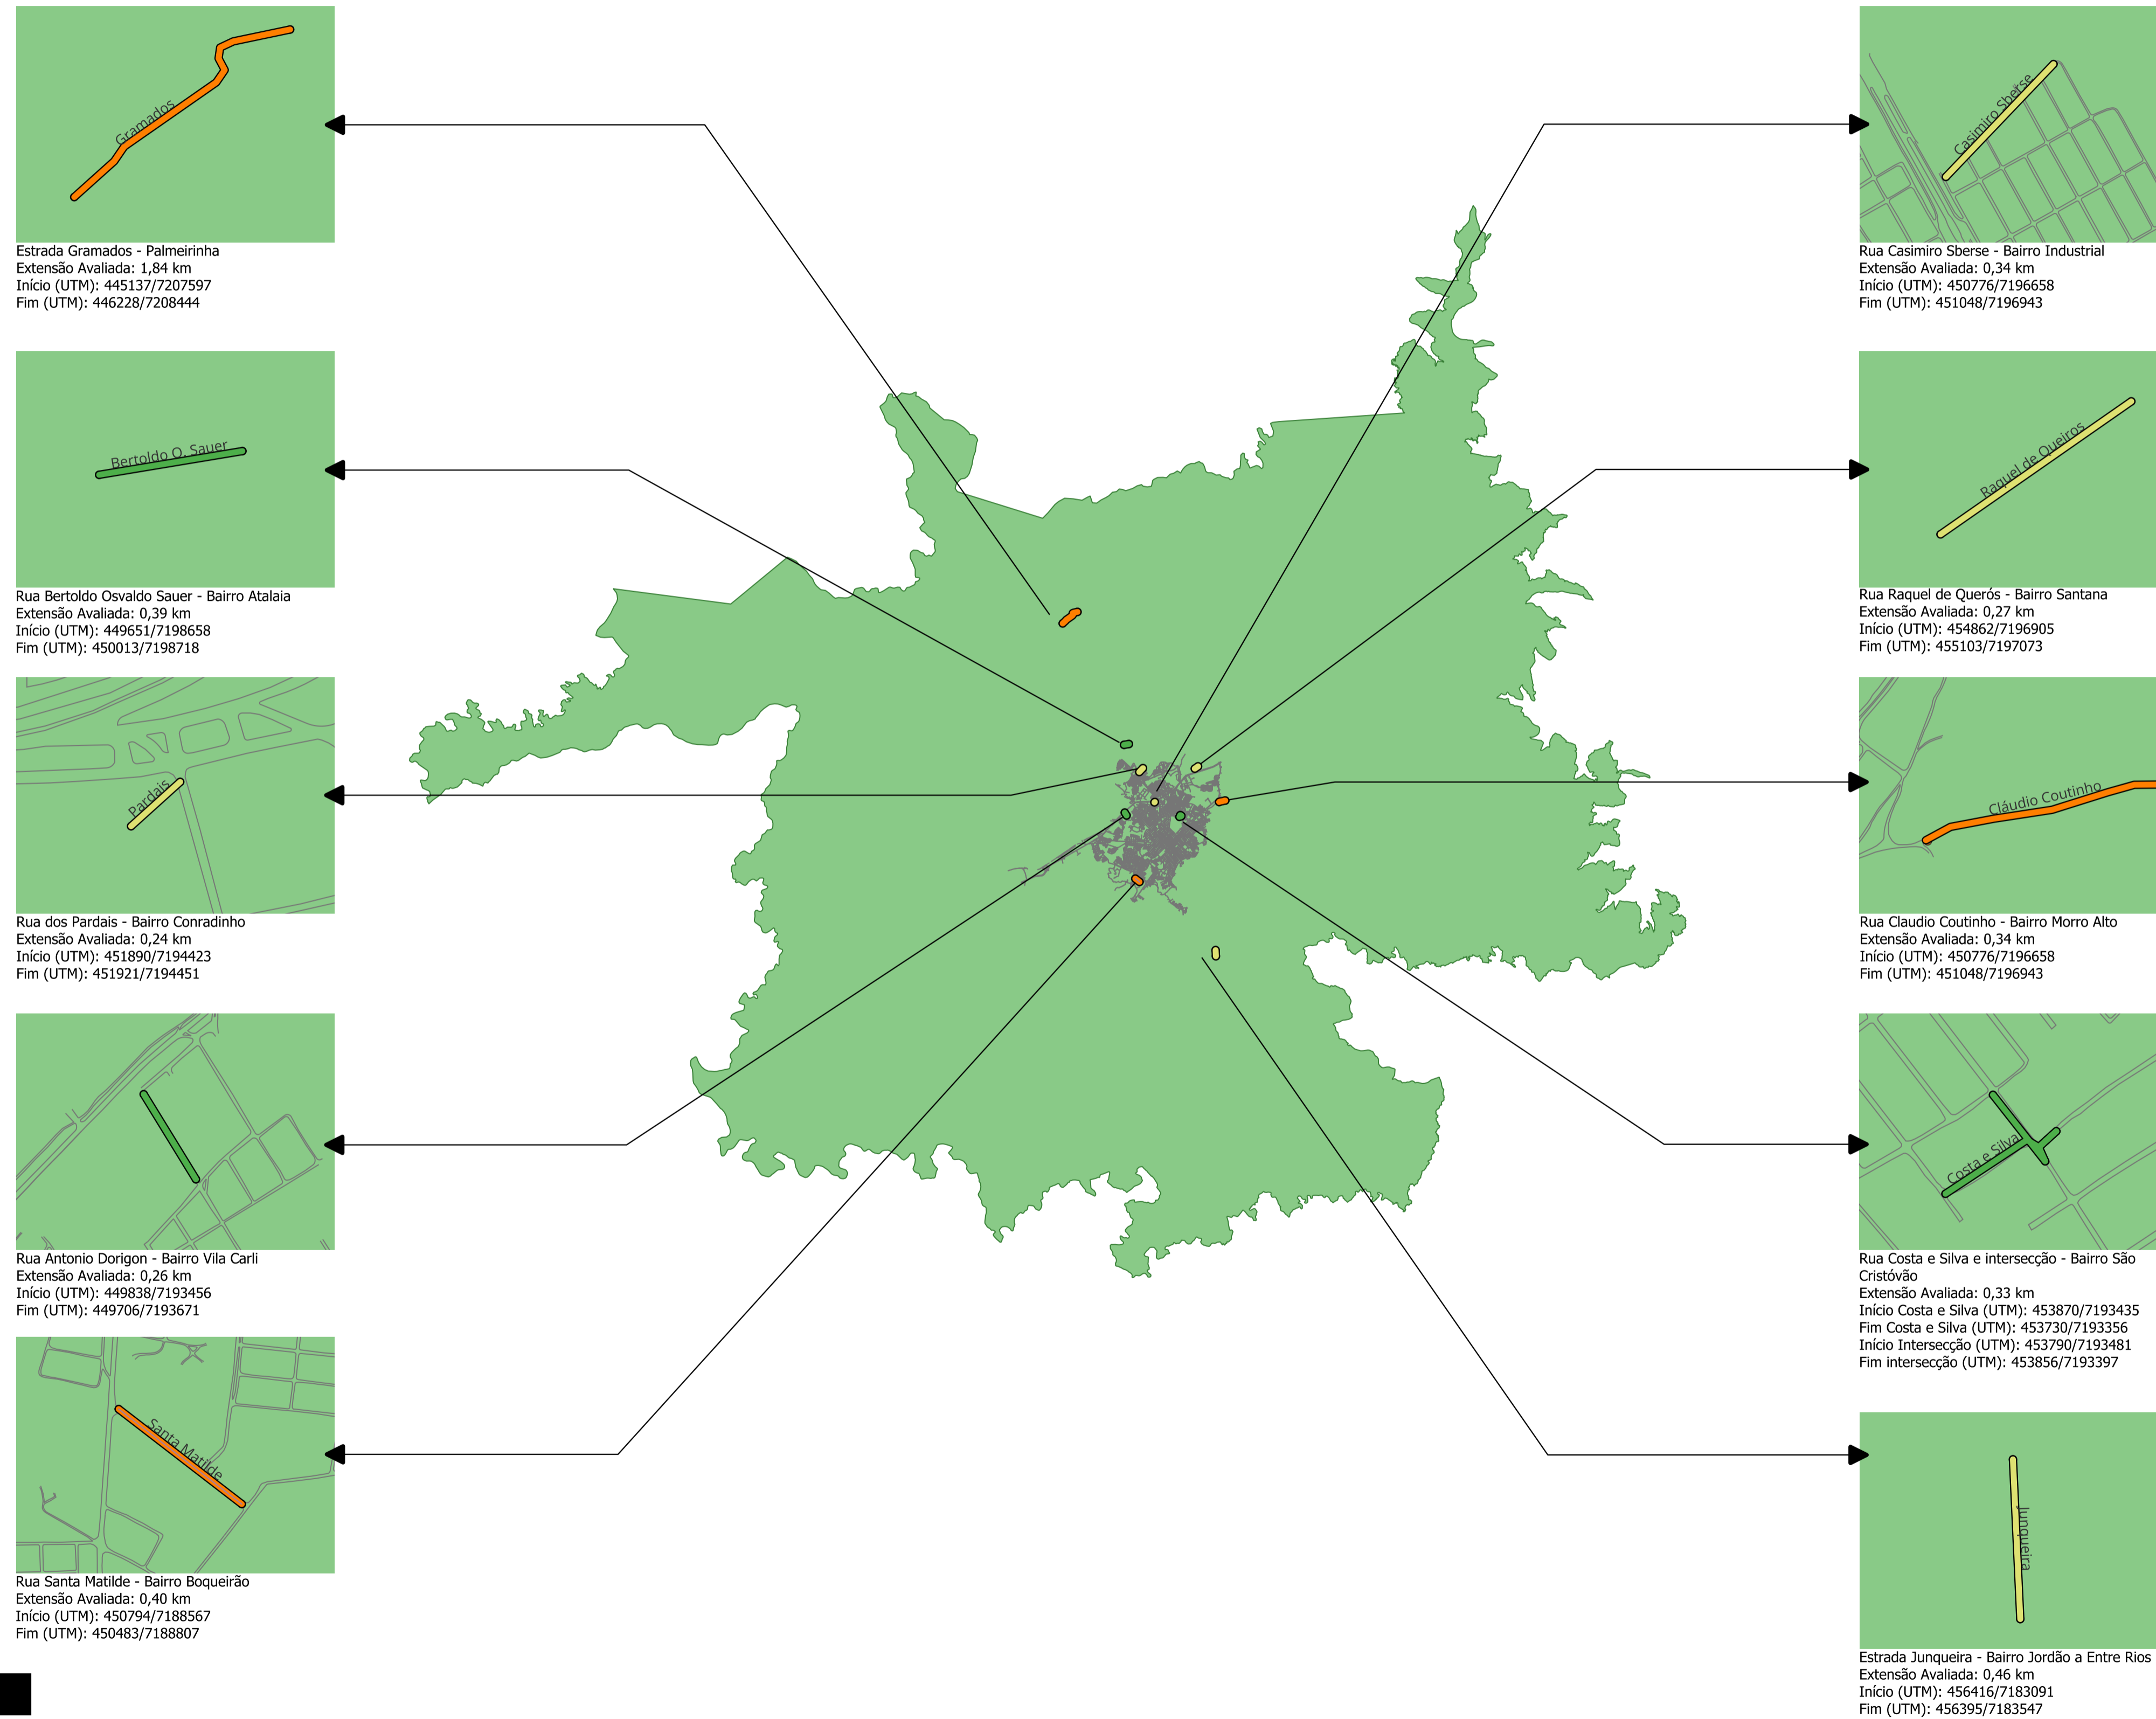 Gramados
Estrada Gramados - Palmeirinha
Extensão Avaliada: 1,84 km
Início (UTM): 445137/7207597
Fim (UTM): 446228/7208444
Bertoldo O. Sauer
Rua Bertoldo Osvaldo Sauer - Bairro Atalaia
Extensão Avaliada: 0,39 km
Início (UTM): 449651/7198658
Fim (UTM): 450013/7198718
Pardais
Rua dos Pardais - Bairro Conradinho
Extensão Avaliada: 0,24 km
Início (UTM): 451890/7194423
Fim (UTM): 451921/7194451
Rua Antonio Dorigon - Bairro Vila Carli
Extensão Avaliada: 0,26 km
Início (UTM): 449838/7193456
Fim (UTM): 449706/7193671
Santa Matilde
Rua Santa Matilde - Bairro Boqueirão
Extensão Avaliada: 0,40 km
Início (UTM): 450794/7188567
Fim (UTM): 450483/7188807
Casimiro Sberse
Rua Casimiro Sberse - Bairro Industrial
Extensão Avaliada: 0,34 km
Início (UTM): 450776/7196658
Fim (UTM): 451048/7196943
Raquel de Queiros
Rua Raquel de Querós - Bairro Santana
Extensão Avaliada: 0,27 km
Início (UTM): 454862/7196905
Fim (UTM): 455103/7197073
Cláudio Coutinho
Rua Claudio Coutinho - Bairro Morro Alto
Extensão Avaliada: 0,34 km
Início (UTM): 450776/7196658
Fim (UTM): 451048/7196943
Costa e Silva
Rua Costa e Silva e intersecção - Bairro São
Cristóvão
Extensão Avaliada: 0,33 km
Início Costa e Silva (UTM): 453870/7193435
Fim Costa e Silva (UTM): 453730/7193356
Início Intersecção (UTM): 453790/7193481
Fim intersecção (UTM): 453856/7193397
Junqueira
Estrada Junqueira - Bairro Jordão a Entre Rios
Extensão Avaliada: 0,46 km
Início (UTM): 456416/7183091
Fim (UTM): 456395/7183547